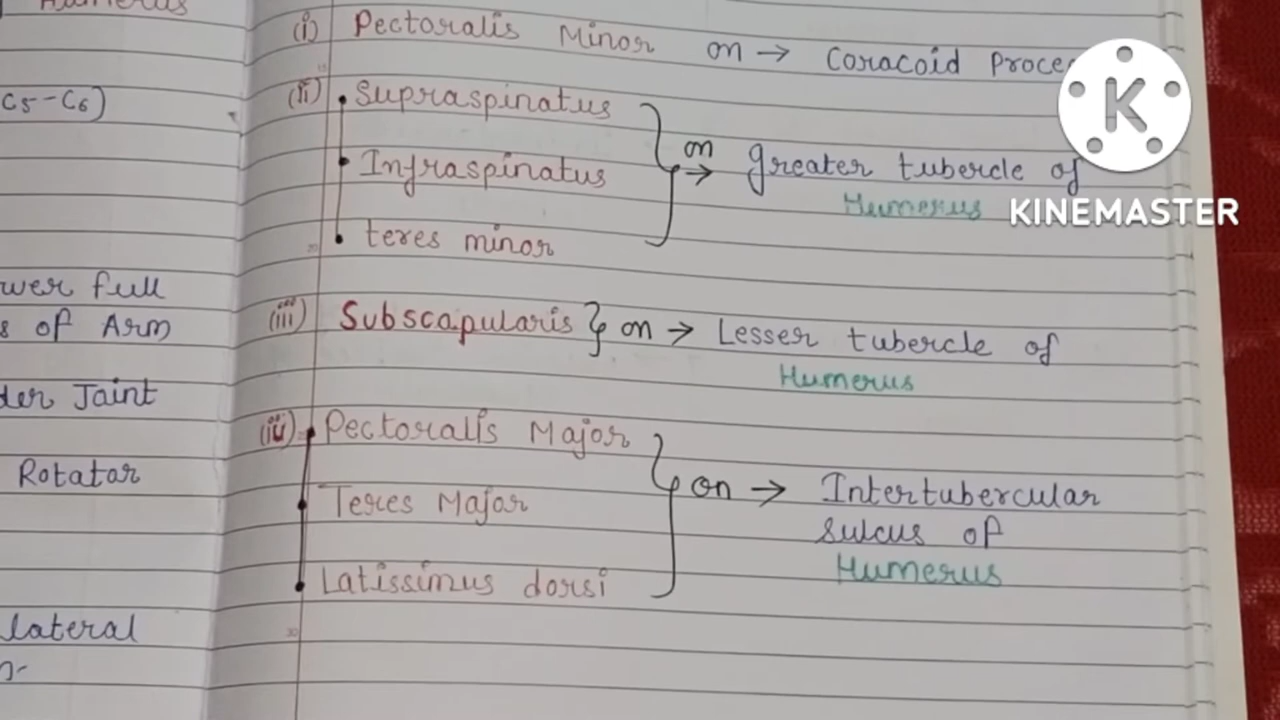 Humerus
C5-C6)
wer full
s of Arm
der Jaint
Rotator
lateral
(i) Pectoralis Minor on → Coracoid Proce
(ii) • Supraspinatus
• Infraspinatus
• teres minor
on → greater tubercle of
Humerus
(iii) Subscapularis } on → Lesser tubercle of
Humerus
(iv) • Pectoralis Major
• Teres Major
• Latissimus dorsi
on → Intertubercular
sulcus of
Humerus
KINEMASTER